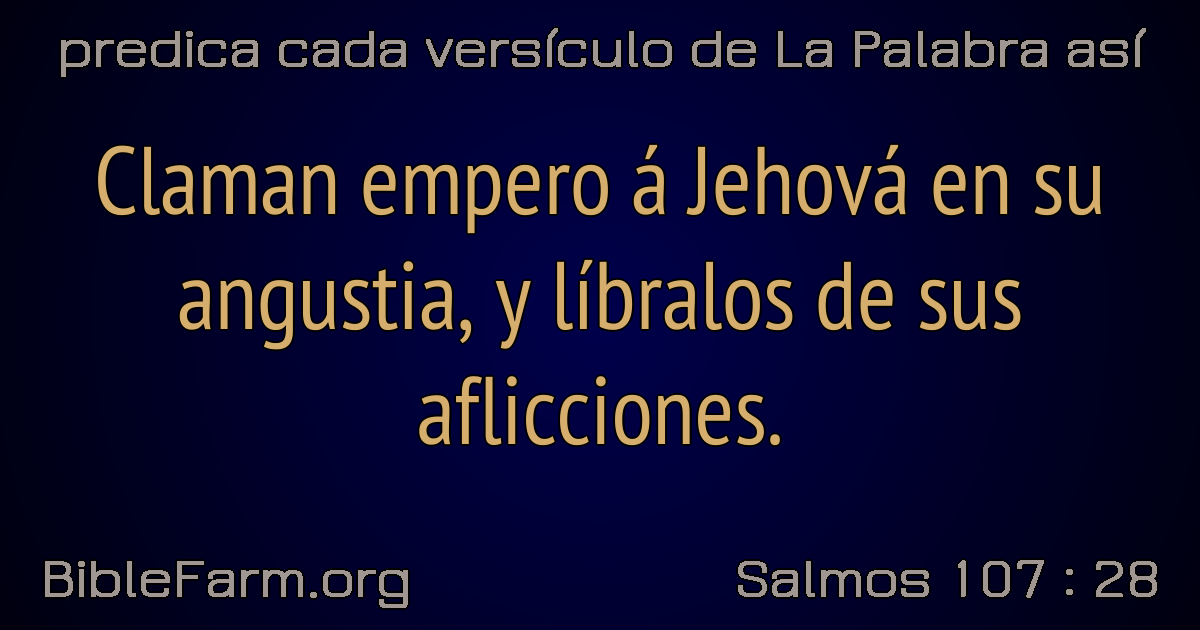 predica cada versículo de La Palabra así
Claman empero á Jehová en su
angustia, y líbralos de sus
aflicciones.
BibleFarm.org
Salmos 107 : 28